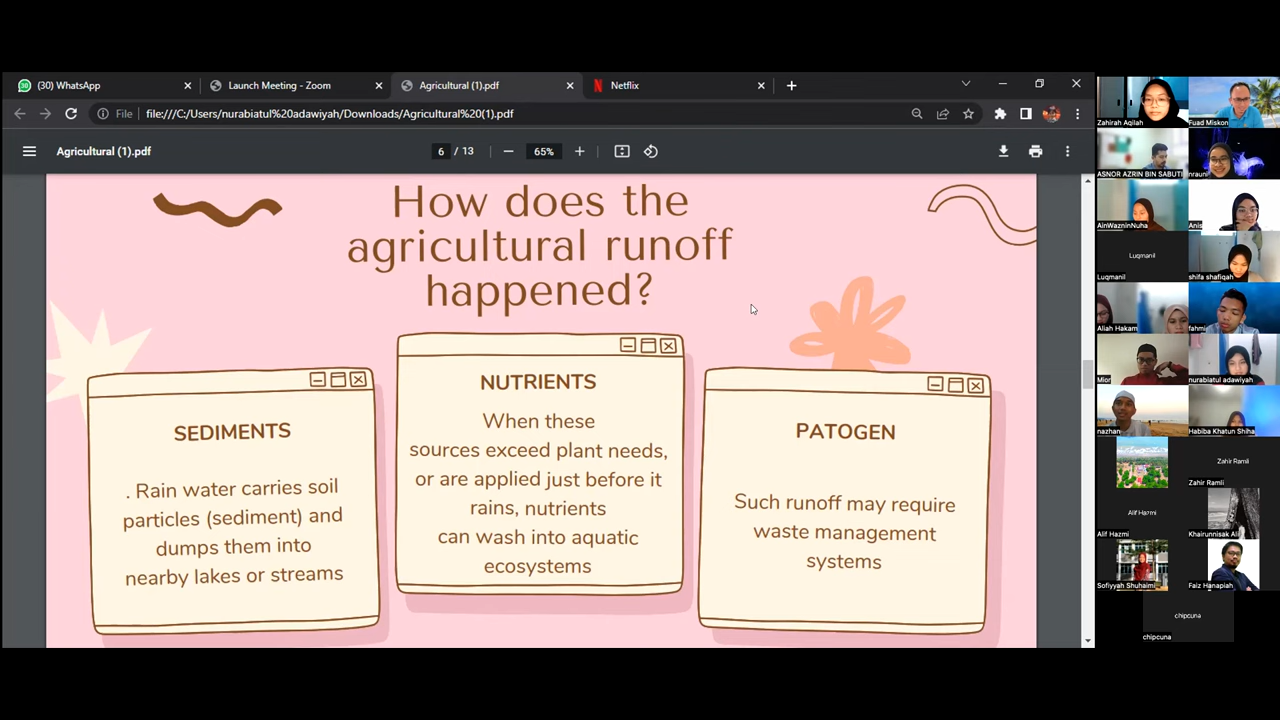 (30) WhatsApp
Launch Meeting - Zoom
Agricultural (1).pdf
Netflix
File
file:///C:/Users/nurabiatul%20adawiyah/Downloads/Agricultural%20(1).pdf
Agricultural (1).pdf
6 / 13
65%
How does the
agricultural runoff
happened?
SEDIMENTS
. Rain water carries soil
particles (sediment) and
dumps them into
nearby lakes or streams
NUTRIENTS
When these
sources exceed plant needs,
or are applied just before it
rains, nutrients
can wash into aquatic
ecosystems
PATOGEN
Such runoff may require
waste management
systems
Zahirah Aqilah
Fuad Miskon
ASNOR AZRIN BIN SABUTI
nrauni
AinWazninNuha
Anis
Luqmanil
Luqmanil
shifa shafiqah
Aliah Hakam
fahmi
Mior
nurabiatul adawiyah
nazhan
Habiba Khatun Shiha
Zahir Ramli
Zahir Ramli
Alif Hazmi
Alif Hazmi
Khairunnisak Ali
Sofiyyah Shuhaimi
Faiz Hanapiah
chipcuna
chipcuna